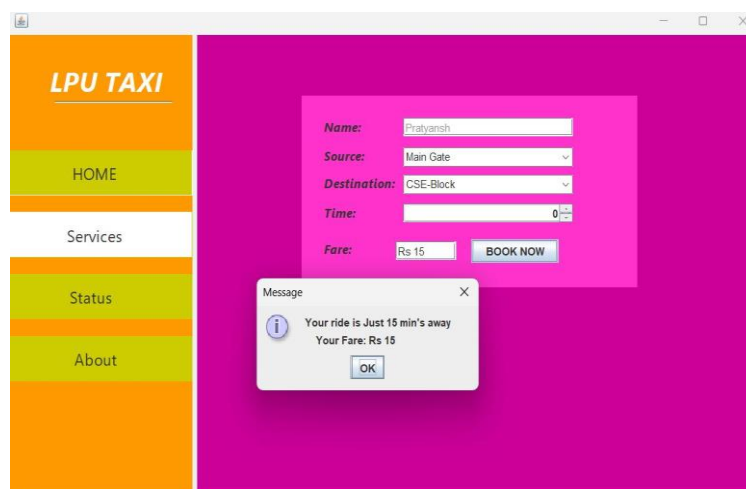 LPU TAXI
HOME
Services
Status
About
Name: Pratyansh
Source: Main Gate
Destination: CSE-Block
Time: 0
Fare: Rs 15 BOOK NOW
Message
Your ride is Just 15 min's away
Your Fare: Rs 15
OK